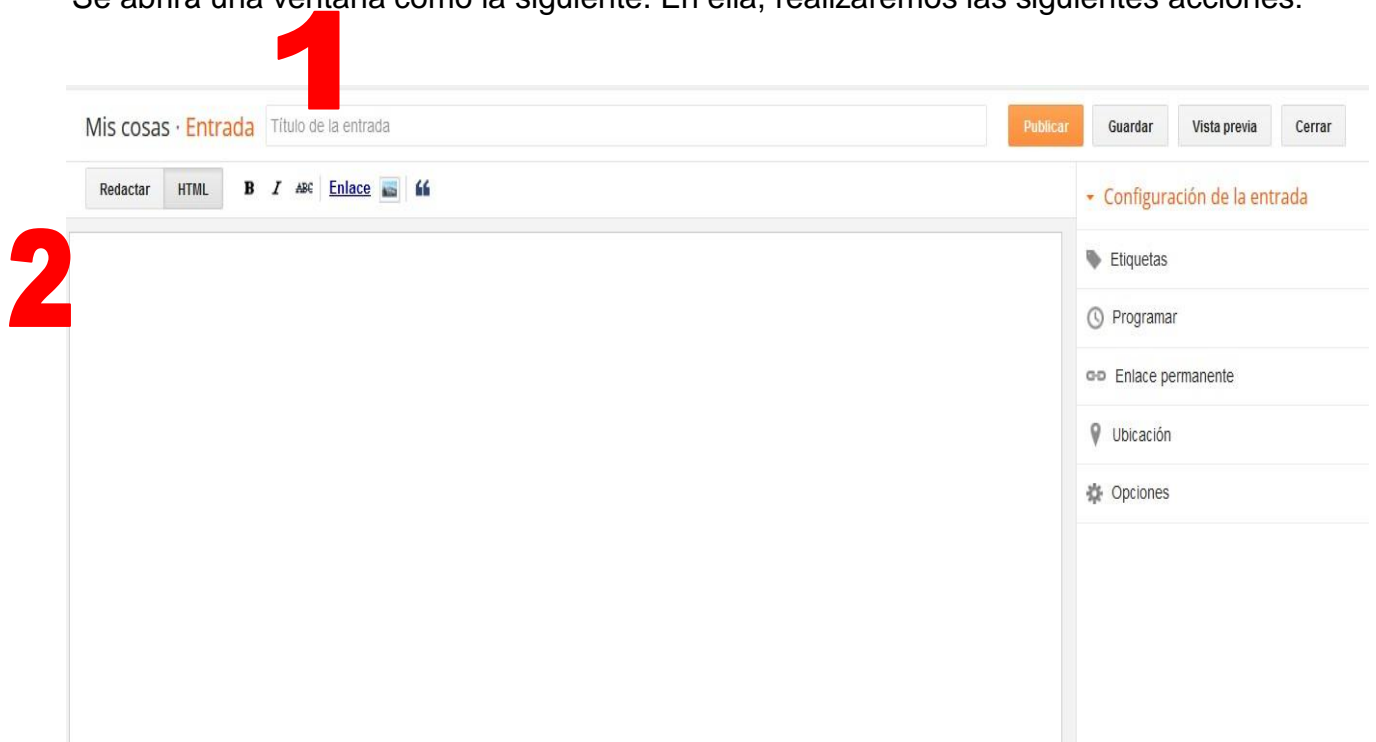 Se abrirá una ventana como la siguiente. En ella, realizaremos las siguientes acciones:
1
Mis cosas · Entrada Título de la entrada Publicar Guardar Vista previa Cerrar
Redactar HTML B I ABC Enlace “
Configuración de la entrada
2
Etiquetas
Programar
Enlace permanente
Ubicación
Opciones